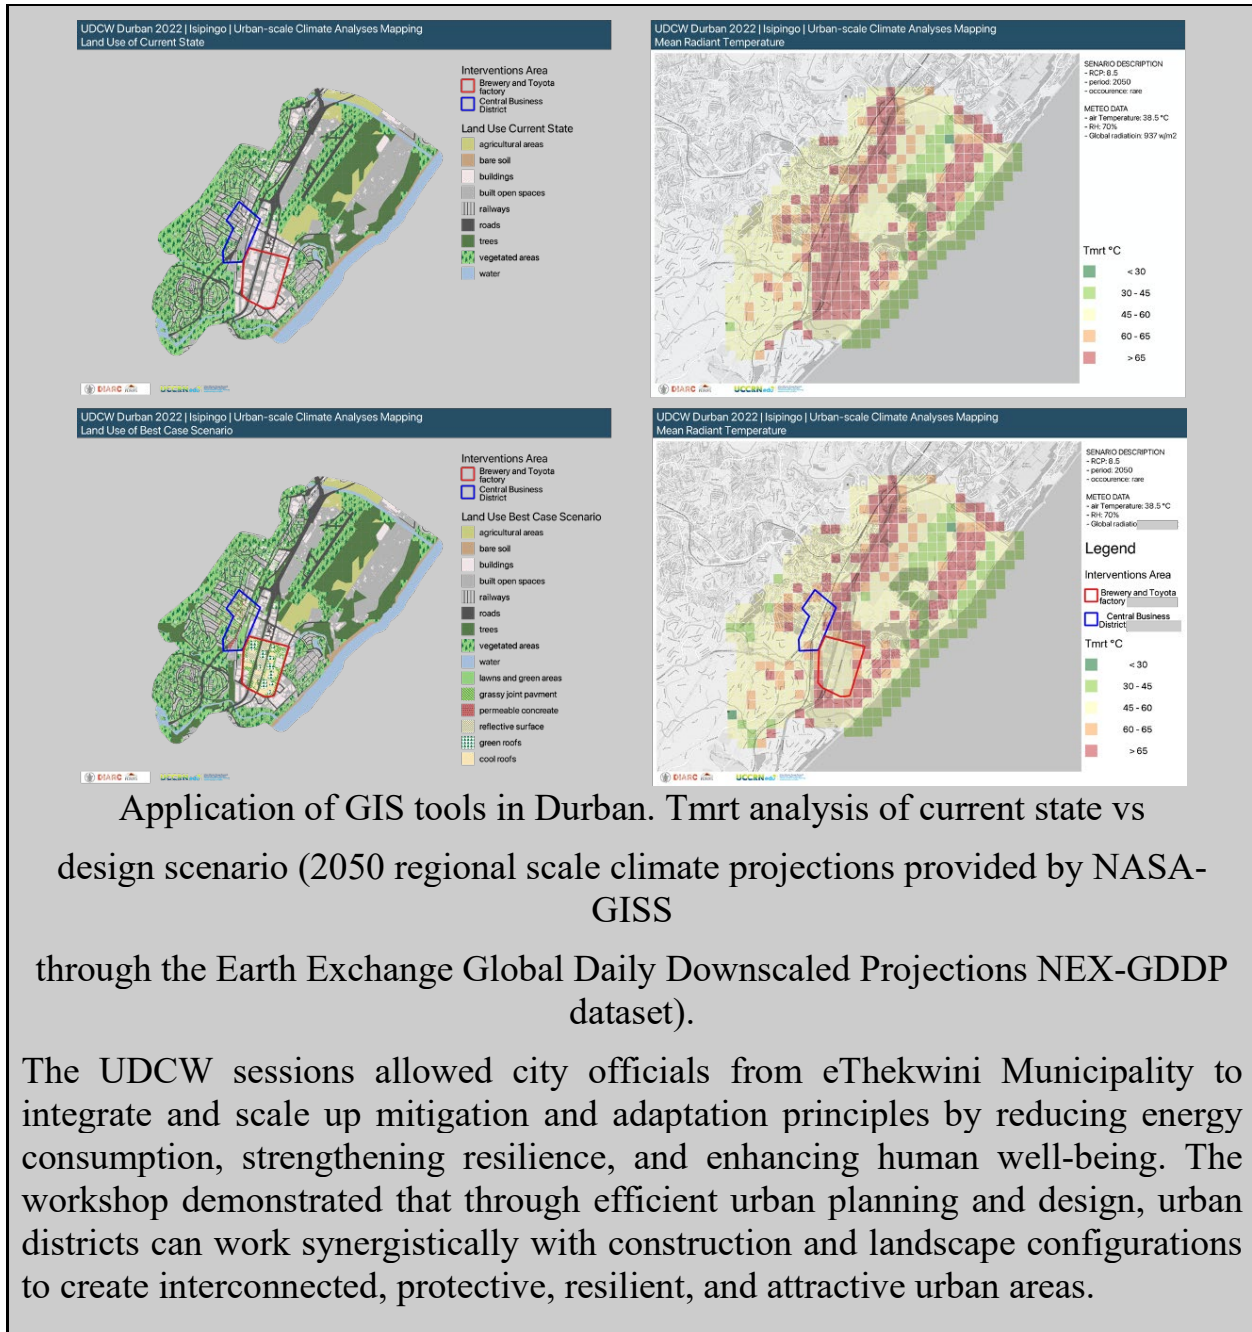 UDCW Durban 2022 | Isipingo | Urban-scale Climate Analyses Mapping
Land Use of Current State
Interventions Area
Brewery and Toyota
factory
Central Business
District
Land Use Current State
agricultural areas
bare soil
buildings
built open spaces
railways
roads
trees
vegetated areas
water
DIARC
UDCW Durban 2022 | Isipingo | Urban-scale Climate Analyses Mapping
Mean Radiant Temperature
SENARIO DESCRIPTION
- RCP: 8.5
- period: 2050
- occourence: rare
METEO DATA
- air Temperature: 38.5 °C
- RH: 70%
- Global radiatioin: 937 w/m2
Tmrt °C
< 30
30 - 45
45 - 60
60 - 65
> 65
DIARC
UCCRN
UDCW Durban 2022 | Isipingo | Urban-scale Climate Analyses Mapping
Land Use of Best Case Scenario
Interventions Area
Brewery and Toyota
factory
Central Business
District
Land Use Best Case Scenario
agricultural areas
bare soil
buildings
built open spaces
railways
roads
trees
vegetated areas
water
lawns and green areas
grassy joint pavment
permeable concreate
reflective surface
green roofs
cool roofs
DIARC
UDCW Durban 2022 | Isipingo | Urban-scale Climate Analyses Mapping
Mean Radiant Temperature
SENARIO DESCRIPTION
- RCP: 8.5
- period: 2050
- occourence: rare
METEO DATA
- air Temperature: 38.5 °C
- RH: 70%
- Global radiatio
Legend
Interventions Area
Brewery and Toyota
factory
Central Business
District
Tmrt °C
< 30
30 - 45
45 - 60
60 - 65
> 65
DIARC
UCCRN
Application of GIS tools in Durban. Tmrt analysis of current state vs
design scenario (2050 regional scale climate projections provided by NASA-
GISS
through the Earth Exchange Global Daily Downscaled Projections NEX-GDDP
dataset).
The UDCW sessions allowed city officials from eThekwini Municipality to
integrate and scale up mitigation and adaptation principles by reducing energy
consumption, strengthening resilience, and enhancing human well-being. The
workshop demonstrated that through efficient urban planning and design, urban
districts can work synergistically with construction and landscape configurations
to create interconnected, protective, resilient, and attractive urban areas.